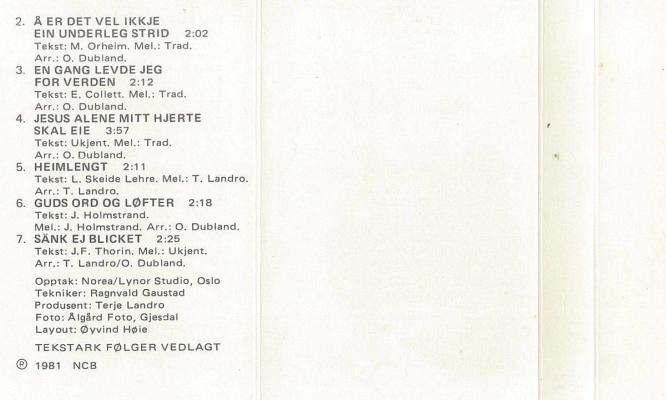 2. Å ER DET VEL IKKJE
EIN UNDERLEG STRID 2:02
Tekst: M. Orheim. Mel.: Trad.
Arr.: O. Dubland.
3. EN GANG LEVDE JEG
FOR VERDEN 2:12
Tekst: E. Collett. Mel.: Trad.
Arr.: O. Dubland.
4. JESUS ALENE MITT HJERTE
SKAL EIE 3:57
Tekst: Ukjent. Mel.: Trad.
Arr.: O. Dubland.
5. HEIMLENGT 2:11
Tekst: L. Skeide Lehre. Mel.: T. Landro.
Arr.: T. Landro.
6. GUDS ORD OG LØFTER 2:18
Tekst: J. Holmstrand.
Mel.: J. Holmstrand. Arr.: O. Dubland.
7. SÄNK EJ BLICKET 2:25
Tekst: J.F. Thorin. Mel.: Ukjent.
Arr.: T. Landro/O. Dubland.
Opptak: Norea/Lynor Studio, Oslo
Tekniker: Ragnvald Gaustad
Produsent: Terje Landro
Foto: Ålgård Foto, Gjesdal
Layout: Øyvind Høie
TEKSTARK FØLGER VEDLAGT
℗ 1981 NCB